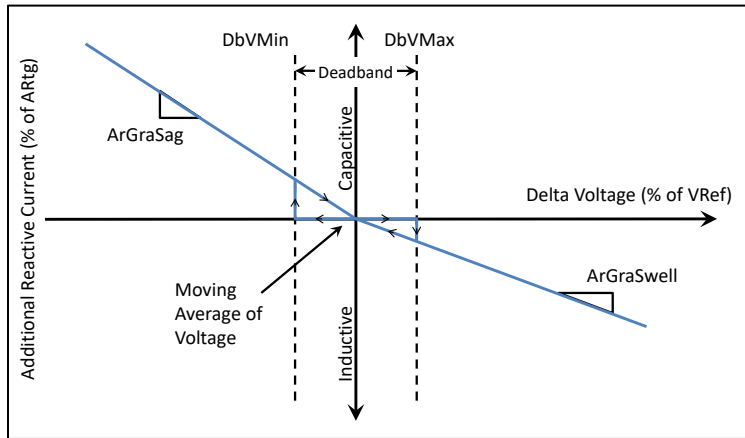 DbVMin
DbVMax
Deadband
ArGraSag
Capacitive
Additional Reactive Current (% of ARtg)
Delta Voltage (% of VRef)
Moving
Average of
Voltage
ArGraSwell
Inductive